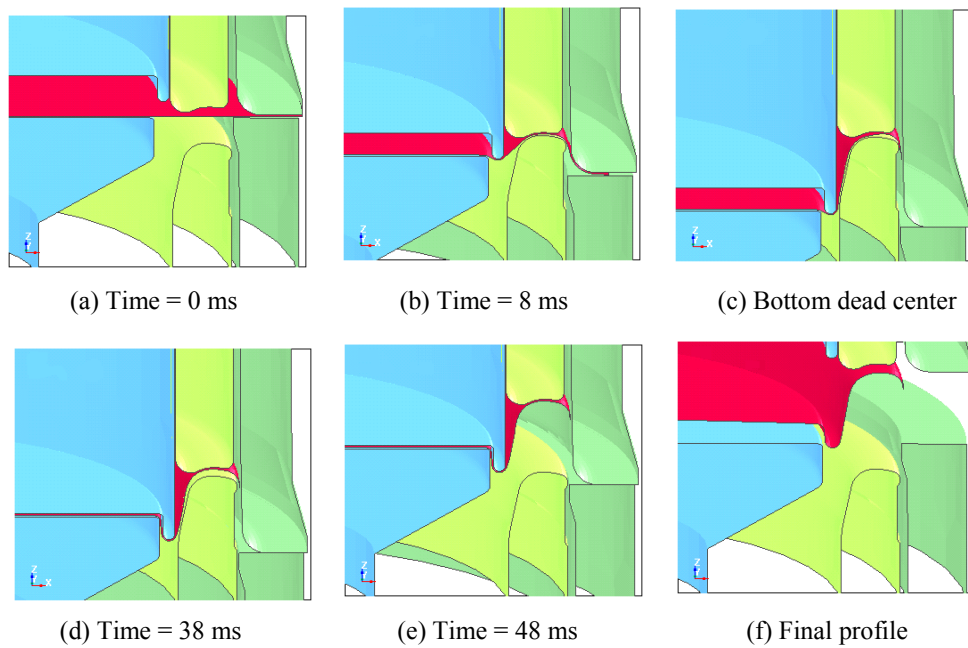 Z
X
Z
X
Z
X
(a) Time = 0 ms
(b) Time = 8 ms
(c) Bottom dead center
Z
X
Z
X
Z
(d) Time = 38 ms
(e) Time = 48 ms
(f) Final profile